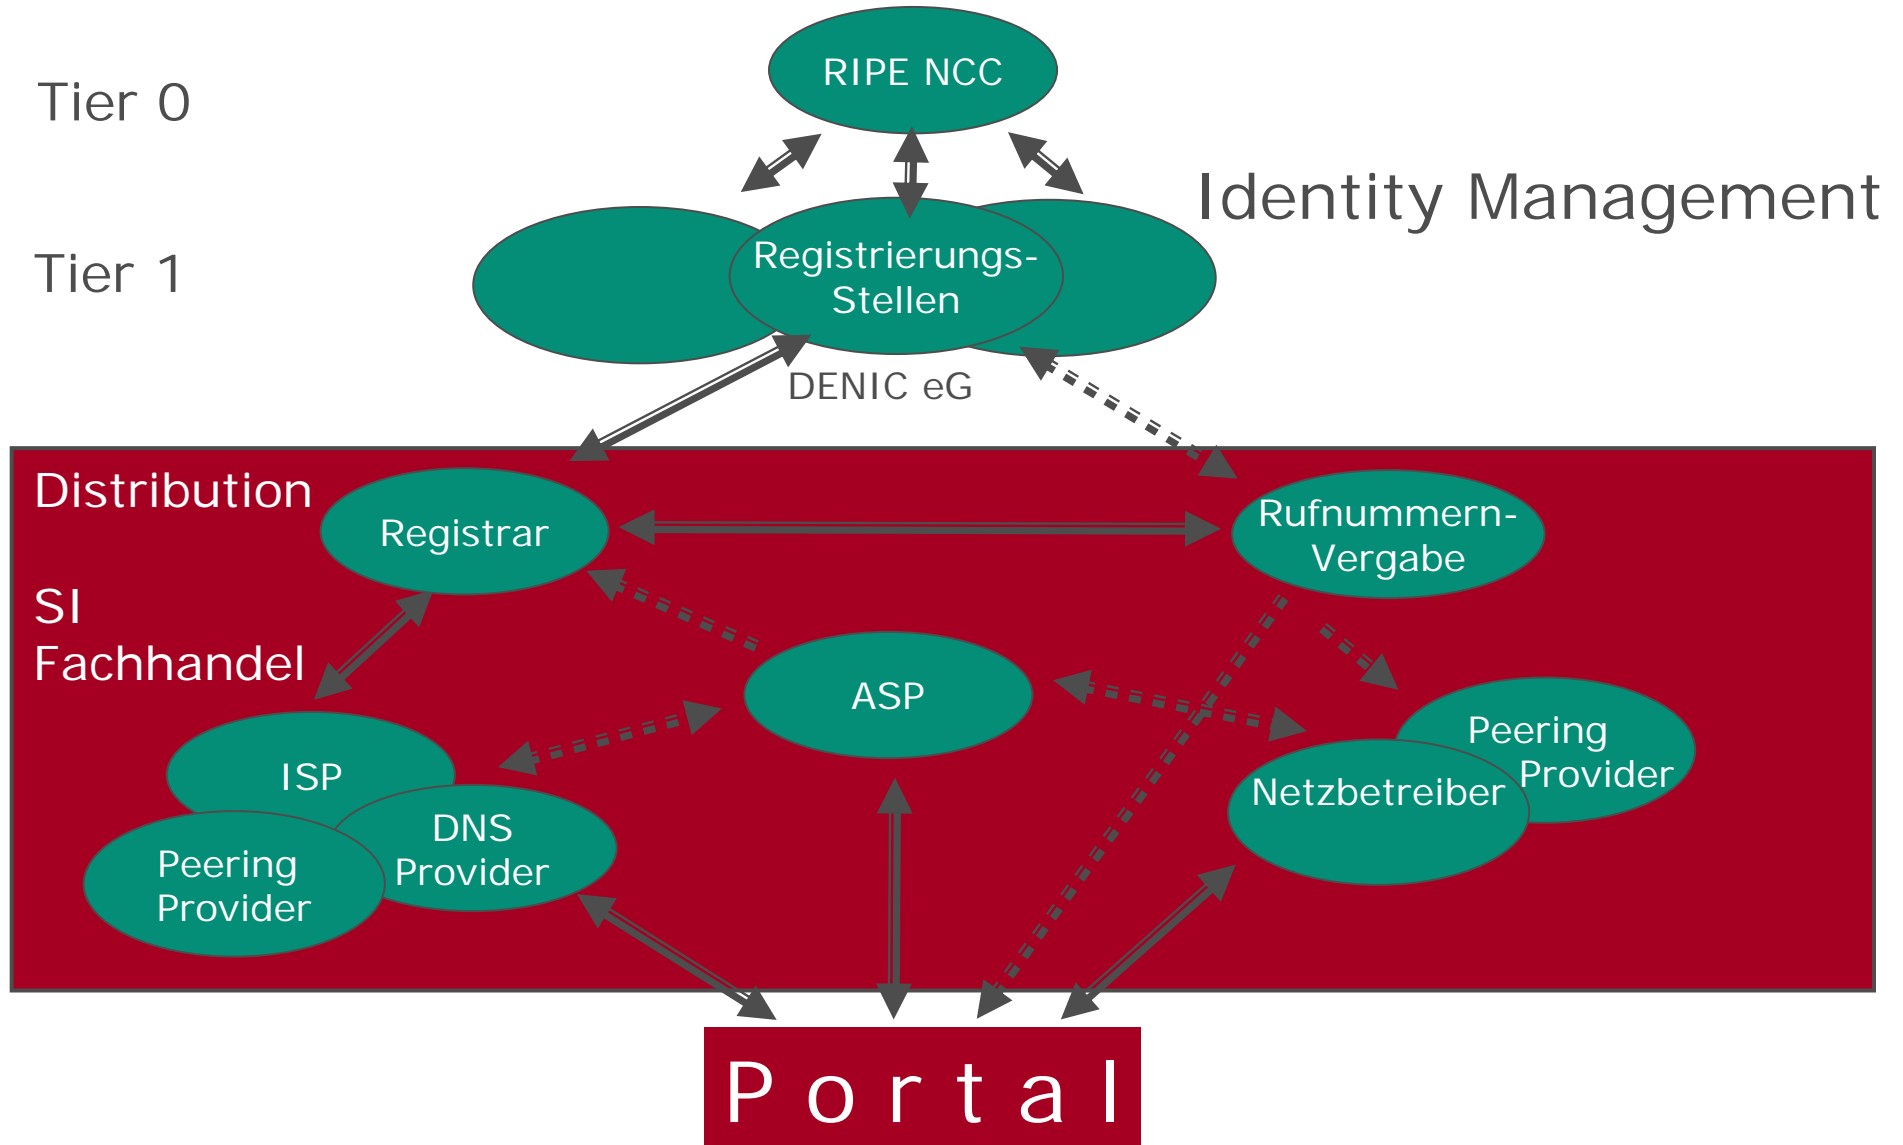 RIPE NCC
Tier 0
Identity Management
Tier 1
Registrierungs-
Stellen
DENIC eG
Distribution
Registrar
Rufnummern-
Vergabe
SI
Fachhandel
ASP
ISP
DNS
Provider
Peering
Provider
Peering
Provider
Netzbetreiber
Portal